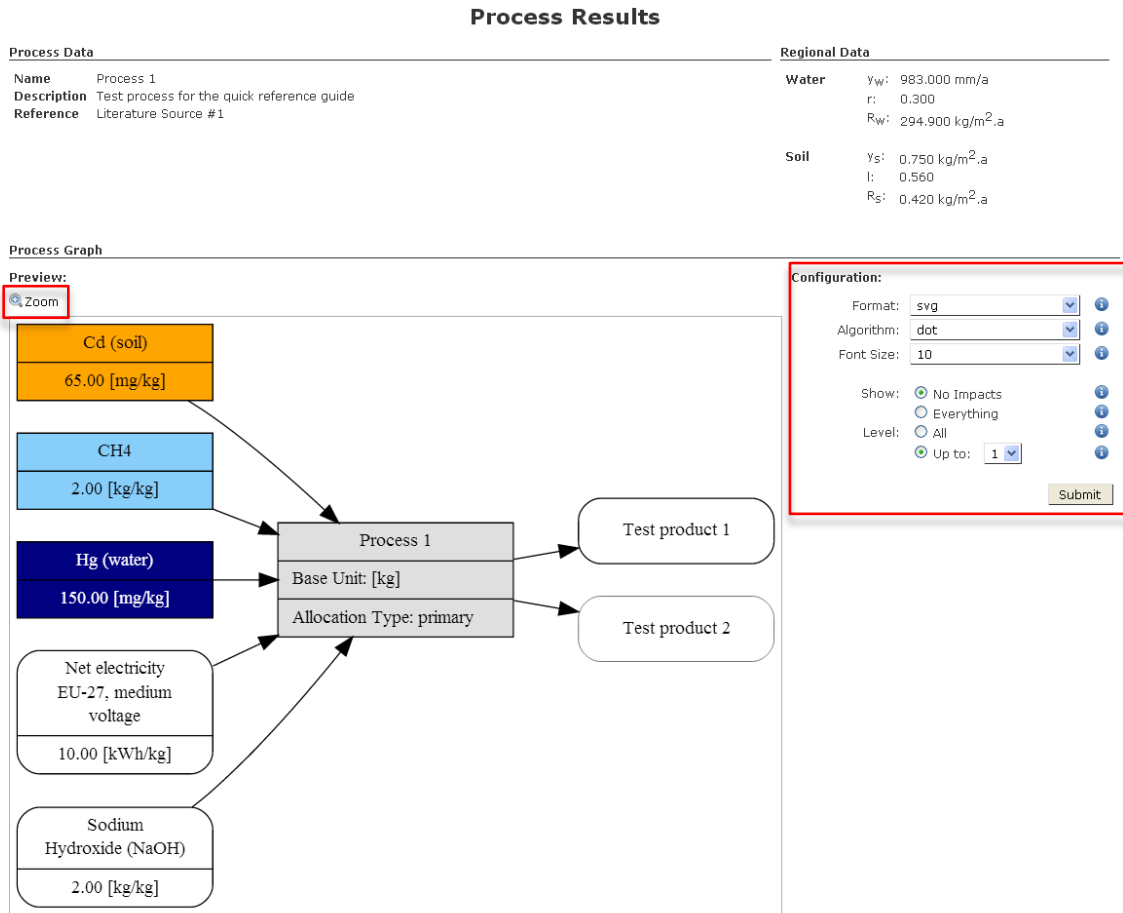 Process Results
Process Data
Name Process 1
Description Test process for the quick reference guide
Reference Literature Source #1
Regional Data
Water yW: 983.000 mm/a
r: 0.300
RW: 294.900 kg/m2.a
Soil yS: 0.750 kg/m2.a
l: 0.560
RS: 0.420 kg/m2.a
Process Graph
Preview:
Zoom
Cd (soil)
65.00 [mg/kg]
CH4
2.00 [kg/kg]
Hg (water)
150.00 [mg/kg]
Net electricity
EU-27, medium
voltage
10.00 [kWh/kg]
Sodium
Hydroxide (NaOH)
2.00 [kg/kg]
Process 1
Base Unit: [kg]
Allocation Type: primary
Test product 1
Test product 2
Configuration:
Format: svg
Algorithm: dot
Font Size: 10
Show: No Impacts
Everything
Level: All
Up to: 1
Submit